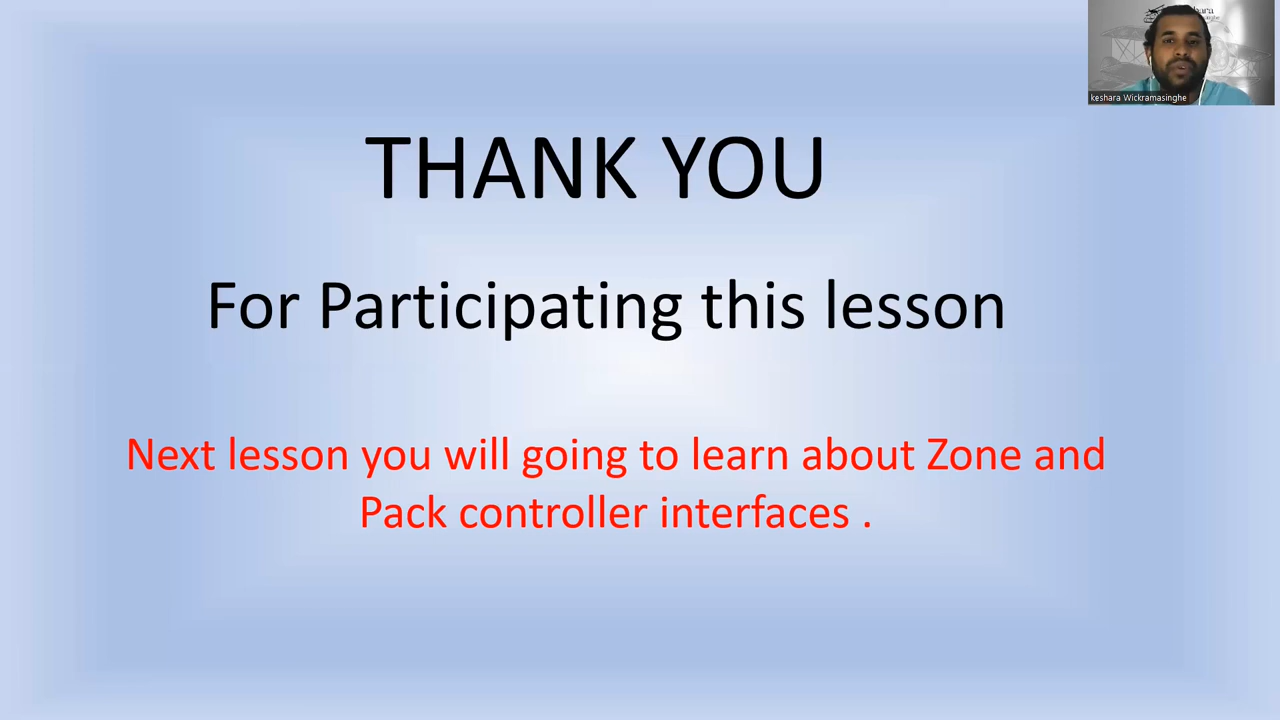 keshara Wickramasinghe
THANK YOU
For Participating this lesson
Next lesson you will going to learn about Zone and
Pack controller interfaces .